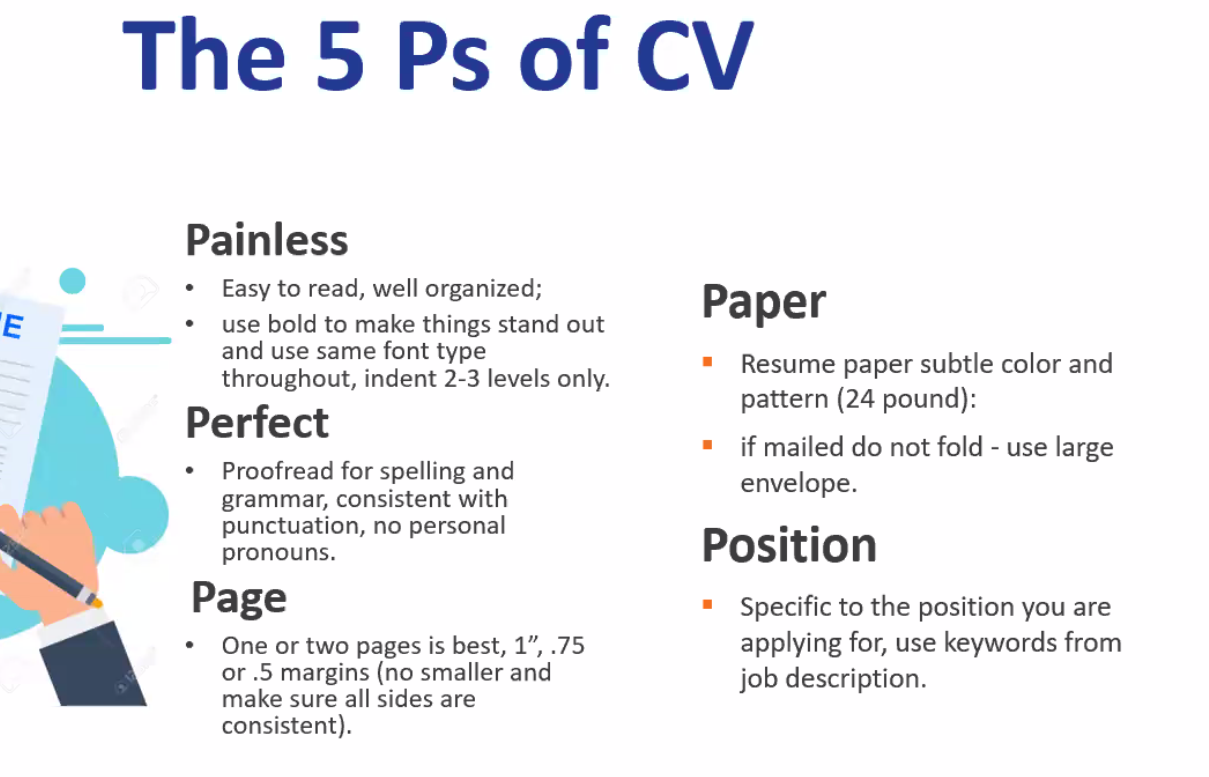 The 5 Ps of CV
Painless
• Easy to read, well organized;
• use bold to make things stand out
and use same font type
throughout, indent 2-3 levels only.
Perfect
• Proofread for spelling and
grammar, consistent with
punctuation, no personal
pronouns.
Page
• One or two pages is best, 1”, .75
or .5 margins (no smaller and
make sure all sides are
consistent).
Paper
▪ Resume paper subtle color and
pattern (24 pound):
▪ if mailed do not fold - use large
envelope.
Position
▪ Specific to the position you are
applying for, use keywords from
job description.